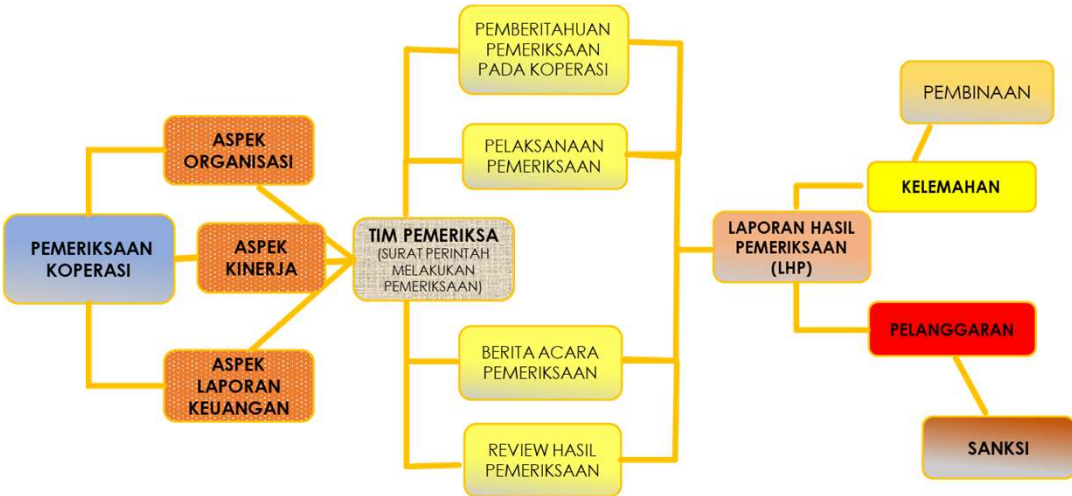 PEMERIKSAAN
KOPERASI
ASPEK
ORGANISASI
ASPEK
KINERJA
ASPEK
LAPORAN
KEUANGAN
TIM PEMERIKSA
(SURAT PERINTAH
MELAKUKAN
PEMERIKSAAN)
PEMBERITAHUAN
PEMERIKSAAN
PADA KOPERASI
PELAKSANAAN
PEMERIKSAAN
BERITA ACARA
PEMERIKSAAN
REVIEW HASIL
PEMERIKSAAN
LAPORAN HASIL
PEMERIKSAAN
(LHP)
PEMBINAAN
KELEMAHAN
PELANGGARAN
SANKSI